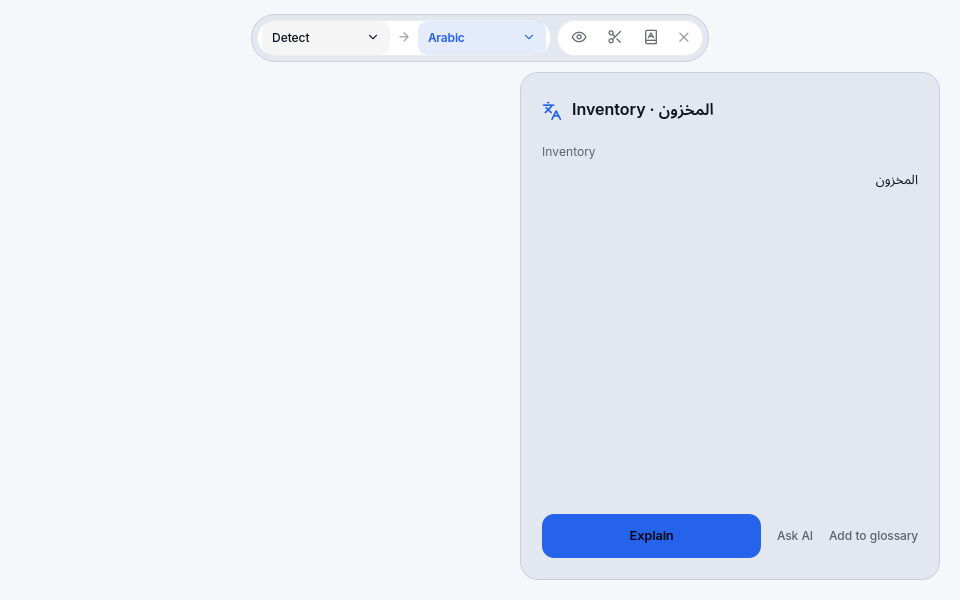 Detect
Arabic
Inventory · المخزون
Inventory
المخزون
Explain
Ask AI
Add to glossary